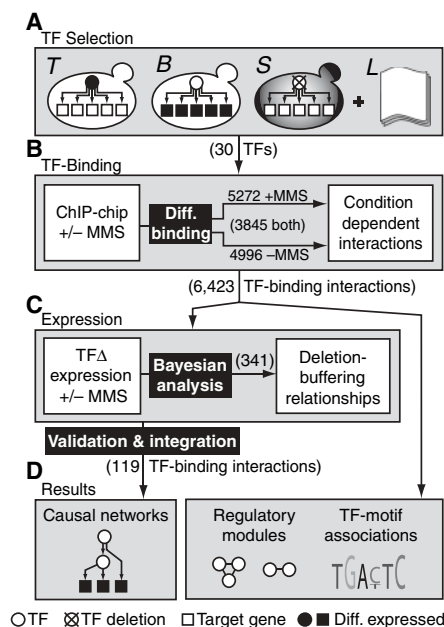 A
TF Selection
T B S L
+
(30) TFs)
B
TF-Binding
ChIP-chip
+/– MMS
Diff.
binding
5272 +MMS
(3845 both)
4996 –MMS
Condition
dependent
interactions
(6,423 TF-binding interactions)
C
Expression
TFΔ
expression
+/– MMS
Bayesian
analysis
(341)
Deletion-
buffering
relationships
Validation & integration
(119 TF-binding interactions)
D
Results
Causal networks
Regulatory
modules
TF-motif
associations
TGACTC
TF TF deletion Target gene Diff. expressed